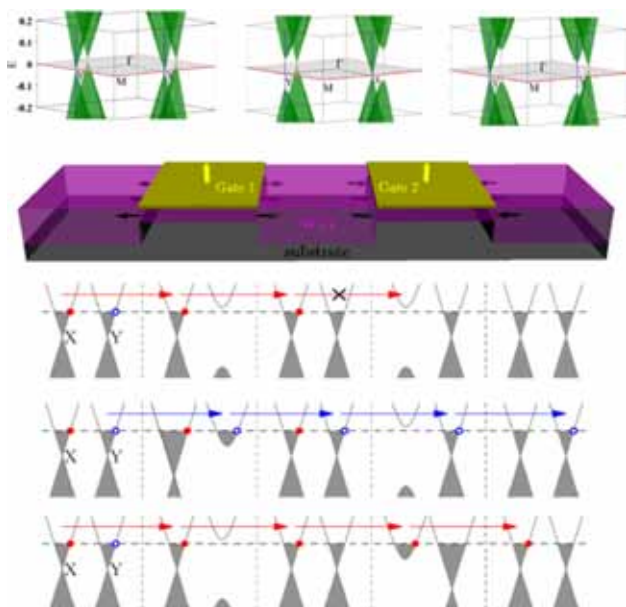 0.2
0.1
0
-0.1
-0.2
Γ
M
Γ
M
Γ
M
Gate 1
Gate 2
substrate
X Y
X Y
X Y